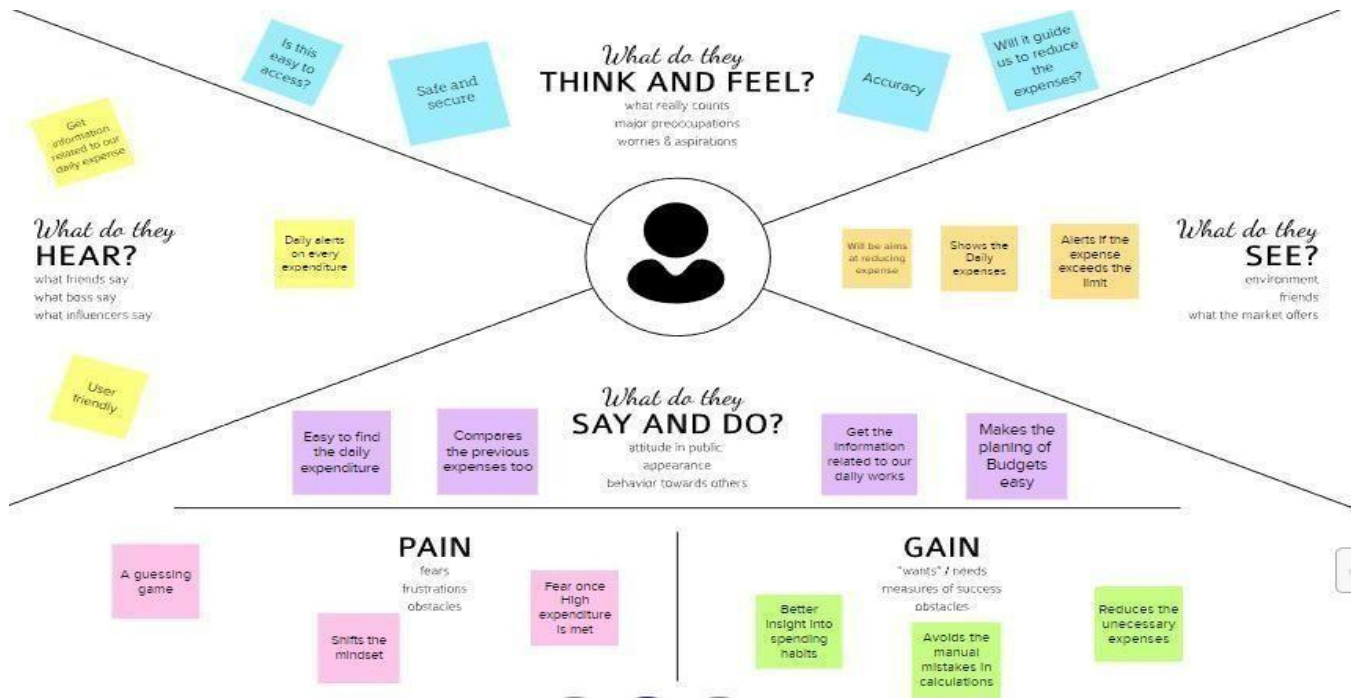 Is this
easy to
access?
Safe and
secure
What do they
THINK AND FEEL?
what really counts
major preoccupations
worries & aspirations
Accuracy
Will it guide
us to reduce
the
expenses?
Get
information
related to our
daily expense
What do they
HEAR?
what friends say
what boss say
what influencers say
Daily alerts
on every
expenditure
User
friendly
Will be aims
at reducing
expense
Shows the
Daily
expenses
Alerts if the
expense
exceeds the
limit
What do they
SEE?
environment
friends
what the market offers
What do they
SAY AND DO?
attitude in public
appearance
behavior towards others
Easy to find
the daily
expenditure
Compares
the previous
expenses too
Get the
information
related to our
daily works
Makes the
planing of
Budgets
easy
PAIN
fears
frustrations
obstacles
A guessing
game
Shifts the
mindset
Fear once
High
expenditure
is met
GAIN
"wants" / needs
measures of success
obstacles
Better
insight into
spending
habits
Avoids the
manual
mistakes in
calculations
Reduces the
unecessary
expenses